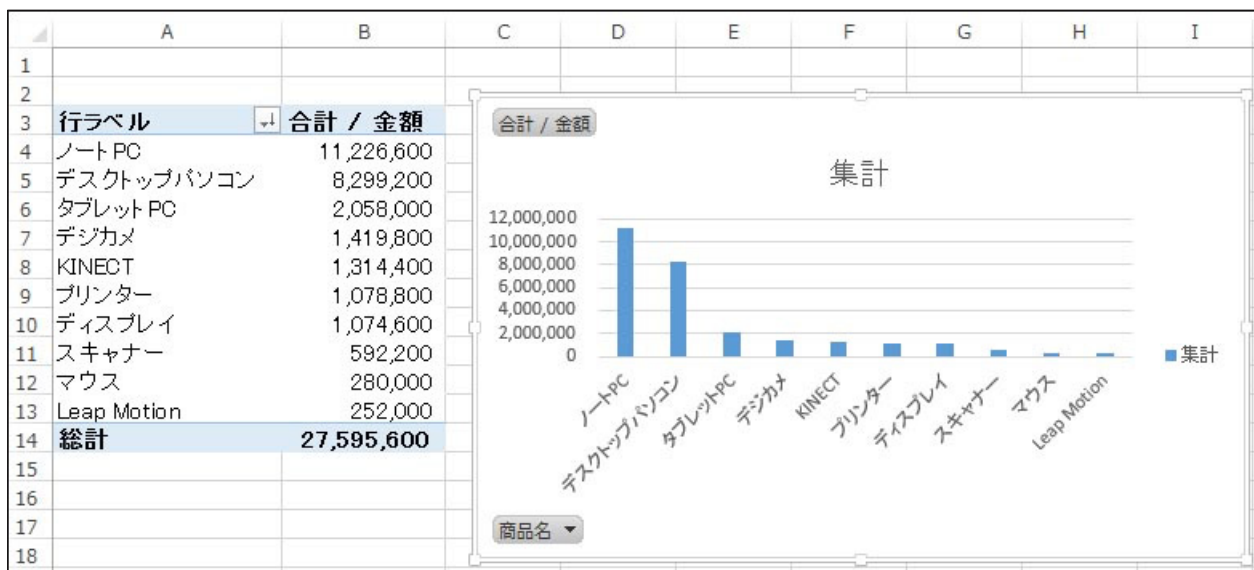 A B C D E F G H I
1
2
3 行ラベル 合計 / 金額
4 ノートPC 11,226,600
5 デスクトップパソコン 8,299,200
6 タブレットPC 2,058,000
7 デジカメ 1,419,800
8 KINECT 1,314,400
9 プリンター 1,078,800
10 ディスプレイ 1,074,600
11 スキャナー 592,200
12 マウス 280,000
13 Leap Motion 252,000
14 総計 27,595,600
15
16
17
18
合計 / 金額
集計
12,000,000
10,000,000
8,000,000
6,000,000
4,000,000
2,000,000
0
ノートPC
デスクトップパソコン
タブレットPC
デジカメ
KINECT
プリンター
ディスプレイ
スキャナー
マウス
Leap Motion
集計
商品名